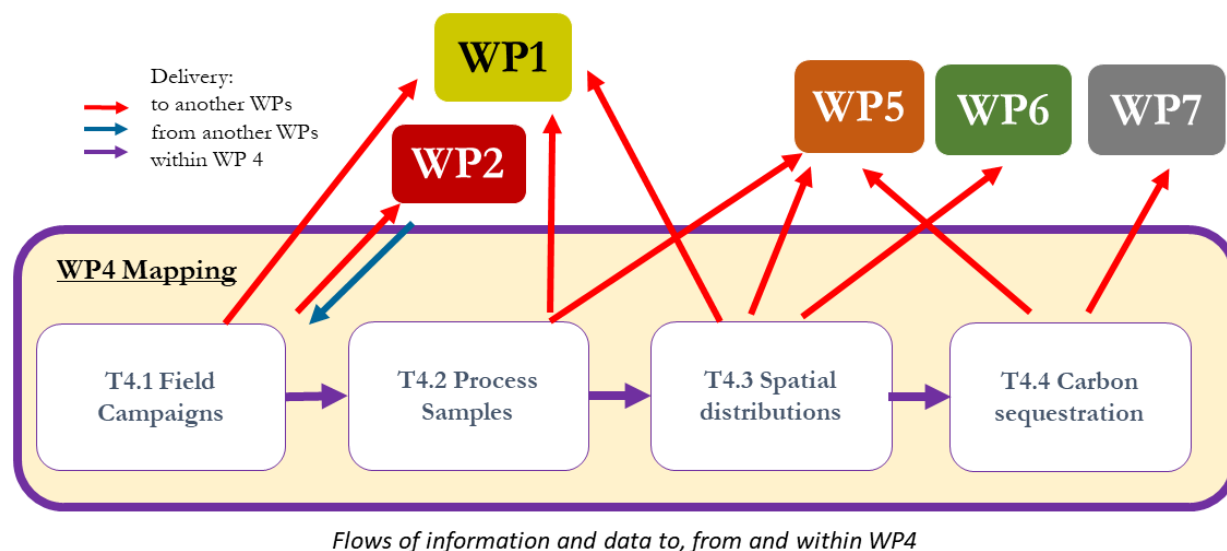 Delivery:
to another WPs
from another WPs
within WP 4
WP1
WP2
WP5
WP6
WP7
WP4 Mapping
T4.1 Field
Campaigns
T4.2 Process
Samples
T4.3 Spatial
distributions
T4.4 Carbon
sequestration
Flows of information and data to, from and within WP4